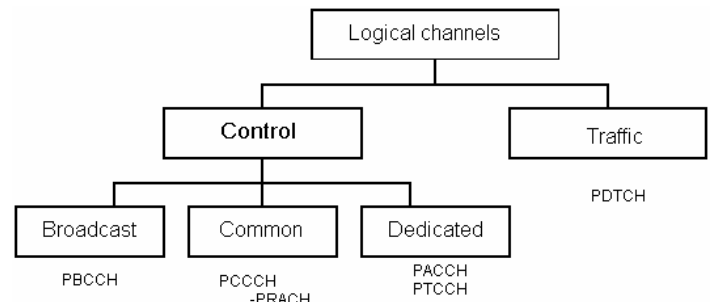 Logical channels
Control
Traffic
PDTCH
Broadcast
Common
Dedicated
PBCCH
PCCCH
-PRACH
PACCH
PTCCH